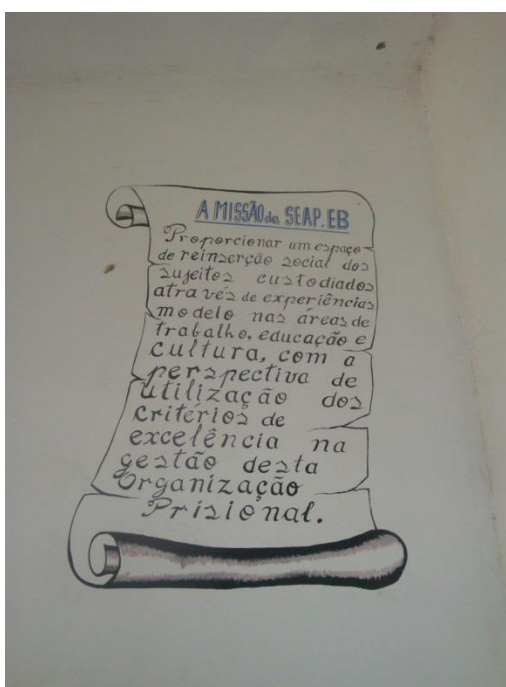 A MISSÃO da SEAP.EB
Proporcionar um espaço
de reinserção social dos
sujeitos custodiados
através de experiências
modelo nas áreas de
trabalho, educação e
cultura, com a
perspectiva de
utilização dos
critérios de
excelência na
gestão desta
Organização
Prisional.